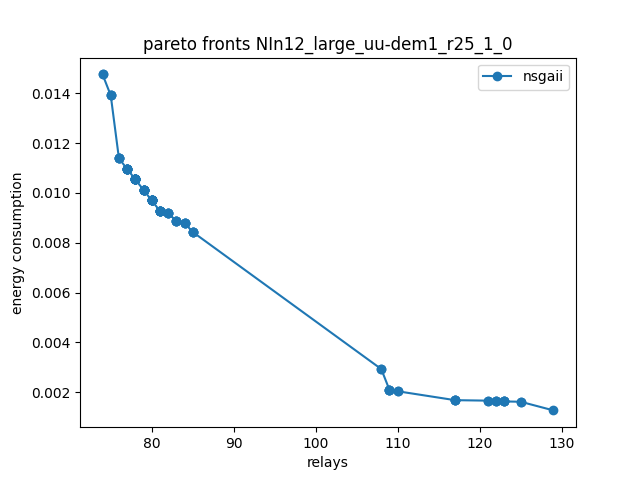 pareto fronts NIn12_large_uu-dem1_r25_1_0
nsgaii
energy consumption
0.014
0.012
0.010
0.008
0.006
0.004
0.002
80 90 100 110 120 130
relays